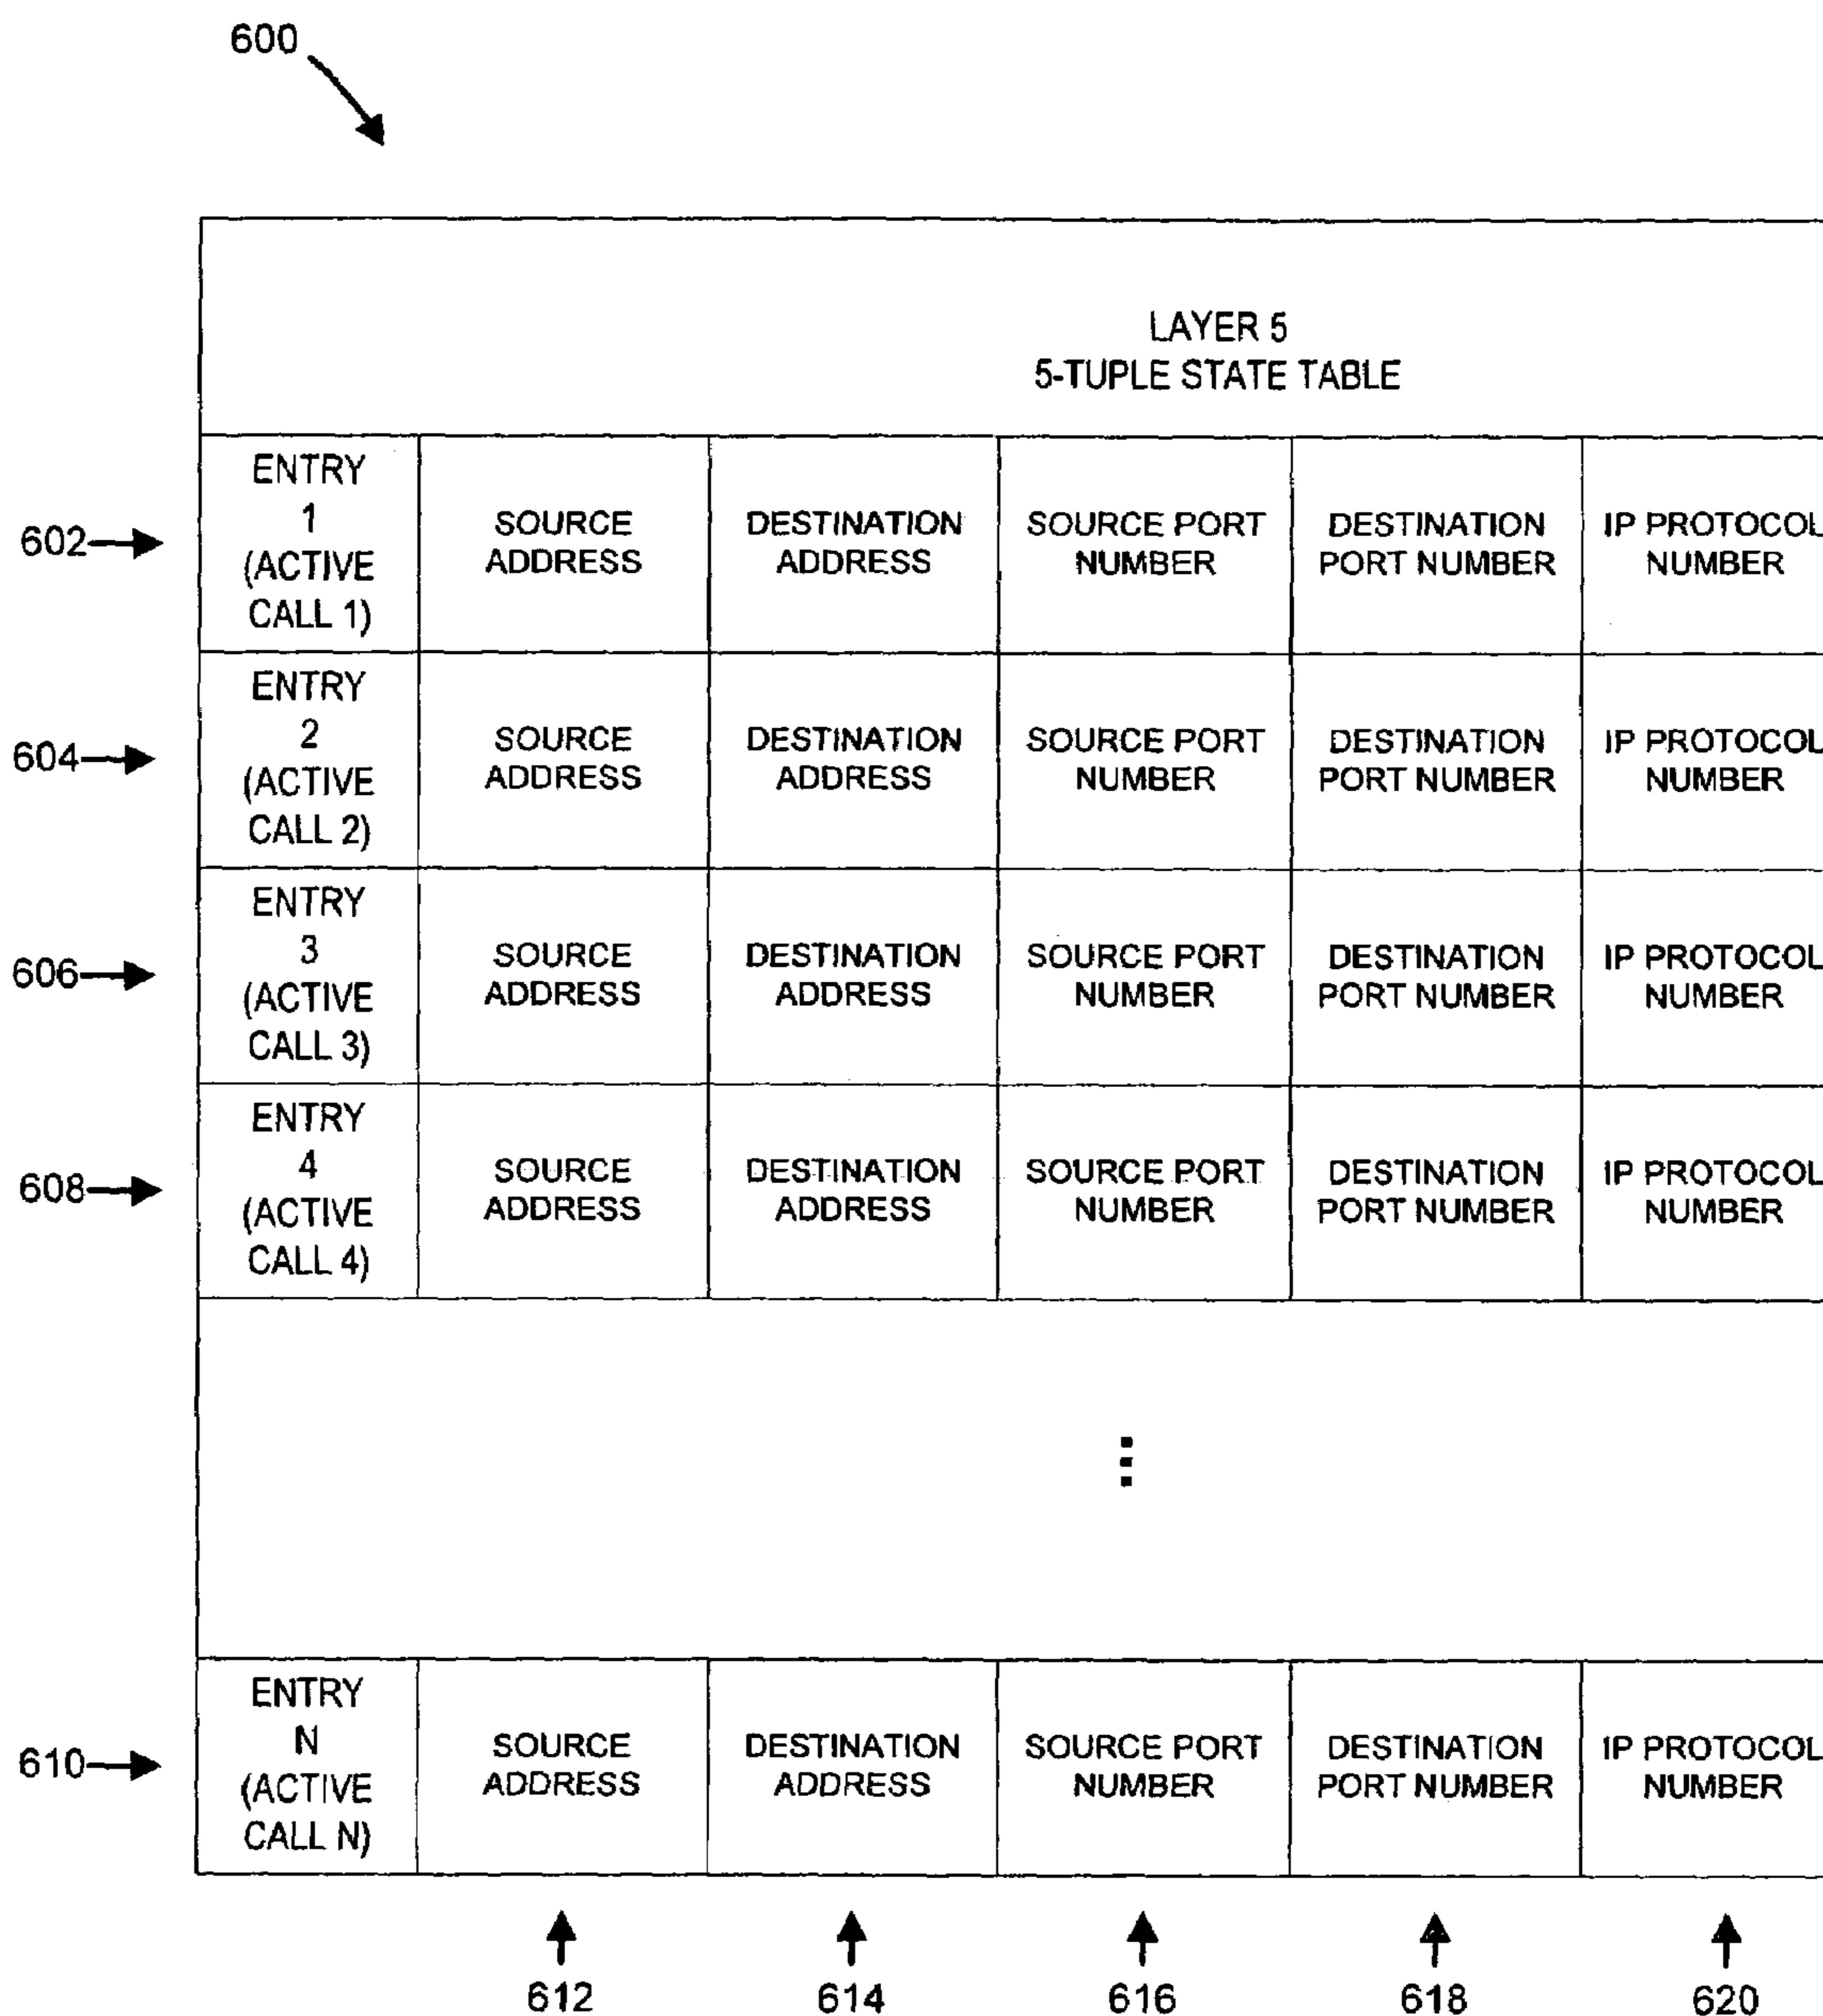 600
LAYER 5
5-TUPLE STATE TABLE
602
ENTRY
1
(ACTIVE
CALL 1)
SOURCE
ADDRESS
DESTINATION
ADDRESS
SOURCE PORT
NUMBER
DESTINATION
PORT NUMBER
IP PROTOCOL
NUMBER
604
ENTRY
2
(ACTIVE
CALL 2)
SOURCE
ADDRESS
DESTINATION
ADDRESS
SOURCE PORT
NUMBER
DESTINATION
PORT NUMBER
IP PROTOCOL
NUMBER
606
ENTRY
3
(ACTIVE
CALL 3)
SOURCE
ADDRESS
DESTINATION
ADDRESS
SOURCE PORT
NUMBER
DESTINATION
PORT NUMBER
IP PROTOCOL
NUMBER
608
ENTRY
4
(ACTIVE
CALL 4)
SOURCE
ADDRESS
DESTINATION
ADDRESS
SOURCE PORT
NUMBER
DESTINATION
PORT NUMBER
IP PROTOCOL
NUMBER
⋮
610
ENTRY
N
(ACTIVE
CALL N)
SOURCE
ADDRESS
DESTINATION
ADDRESS
SOURCE PORT
NUMBER
DESTINATION
PORT NUMBER
IP PROTOCOL
NUMBER
612
614
616
618
620